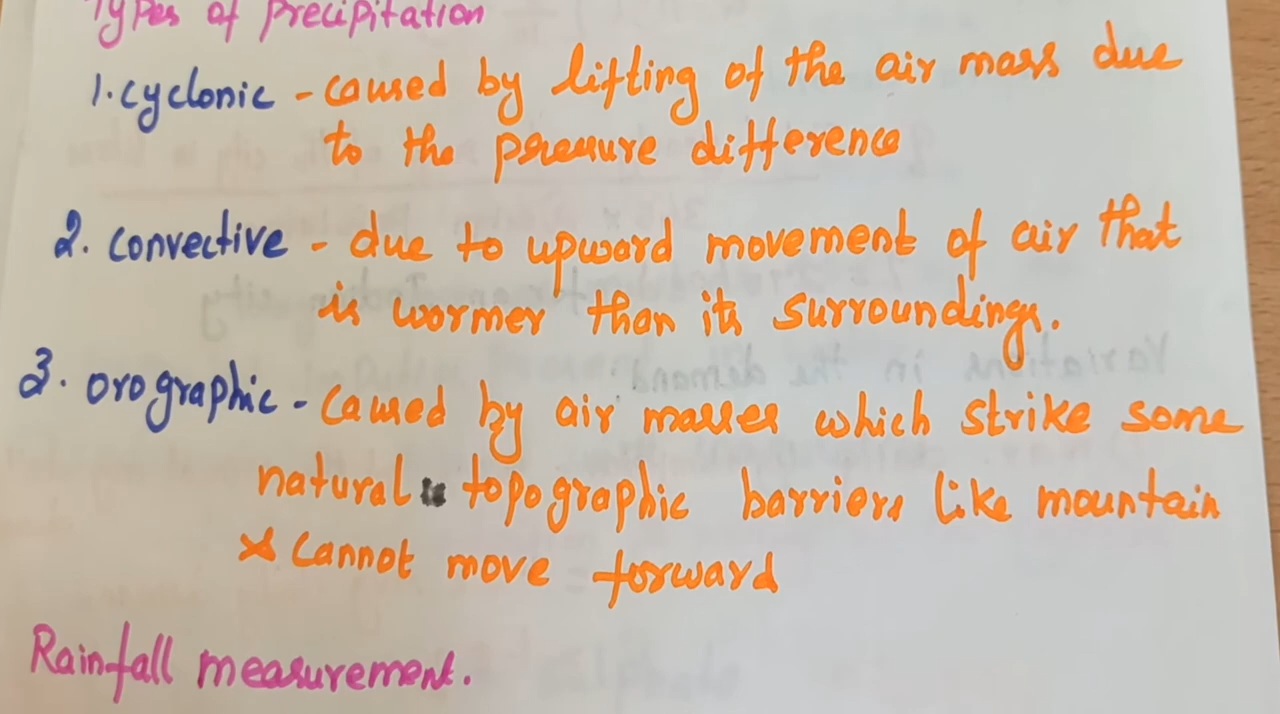 Types of Precipitation
1. cyclonic - caused by lifting of the air mass due
to the pressure difference
2. convective - due to upward movement of air that
is wormer than its surroundings.
3. orographic - Caused by air masses which strike some
natural topographic barriers like mountain
& cannot move forward
Rainfall measurement.